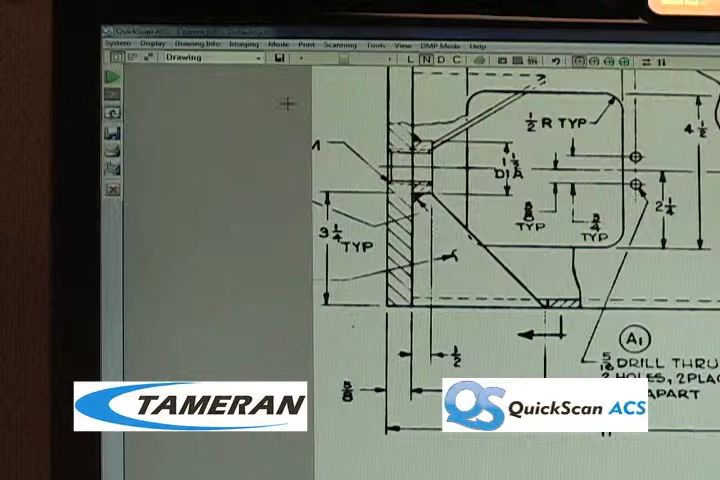 QuickScan ACS
System Display Drawing Info Imaging Mode Print Scanning Tools View DMP Mode Help
Drawing
L N D C
1/2 R TYP
4 1/2
1 1/2
DIA
5/8
TYP
3/4
TYP
2 1/4
3 1/4
TYP
A1
1/2
5/16 DRILL THRU
2 HOLES, 2 PLAC
APART
5/8
TAMERAN
QS QuickScan ACS